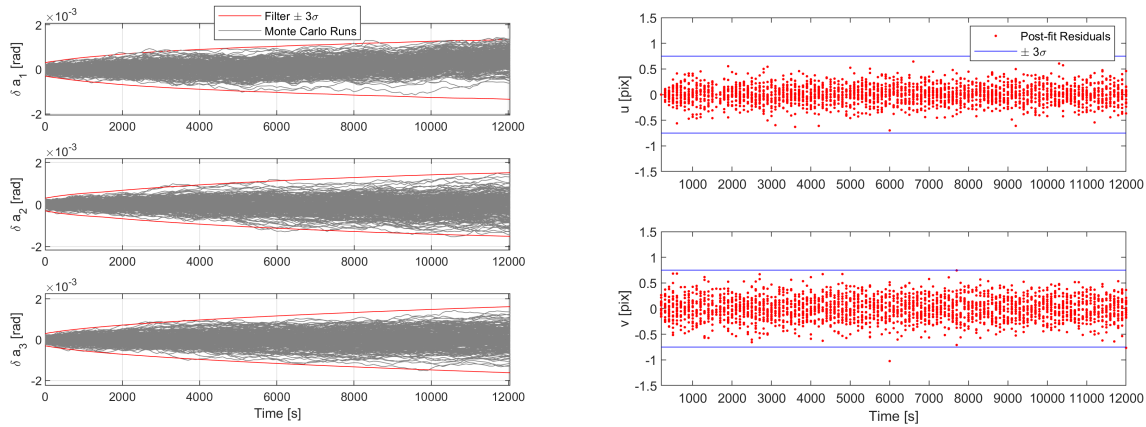 ×10⁻³
Filter ± 3σ
Monte Carlo Runs
2
0
-2
δ a₁ [rad]
0 2000 4000 6000 8000 10000 12000
×10⁻³
2
0
-2
δ a₂ [rad]
0 2000 4000 6000 8000 10000 12000
×10⁻³
2
0
-2
δ a₃ [rad]
0 2000 4000 6000 8000 10000 12000
Time [s]
Post-fit Residuals
± 3σ
1.5
1
0.5
0
-0.5
-1
-1.5
u [pix]
1000 2000 3000 4000 5000 6000 7000 8000 9000 10000 11000 12000
1.5
1
0.5
0
-0.5
-1
-1.5
v [pix]
1000 2000 3000 4000 5000 6000 7000 8000 9000 10000 11000 12000
Time [s]